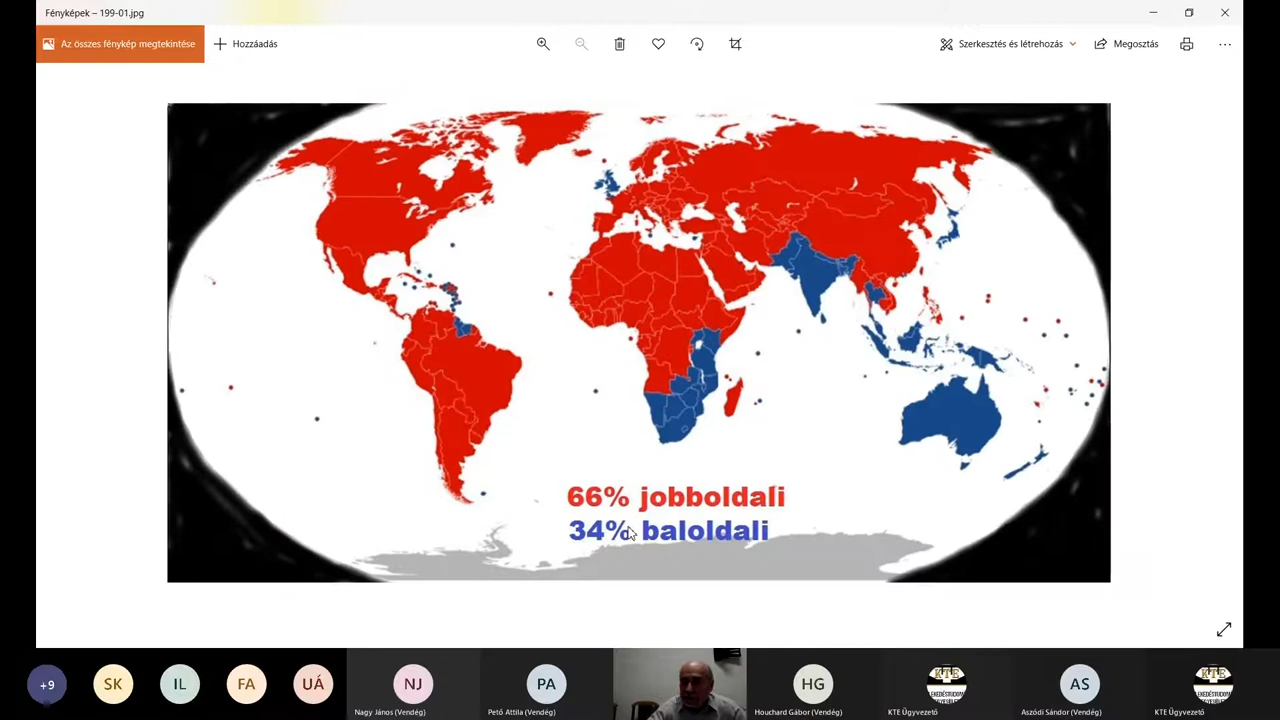 Fényképek – 199-01.jpg
Az összes fénykép megtekintése
Hozzáadás
Szerkesztés és létrehozás
Megosztás
66% jobboldali
34% baloldali
+9
SK
IL
FA
UÁ
NJ
PA
HG
KTE
AS
KTE
Nagy János (Vendég)
Pető Attila (Vendég)
Houchard Gábor (Vendég)
KTE Ügyvezető
Aszódi Sándor (Vendég)
KTE Ügyvezető